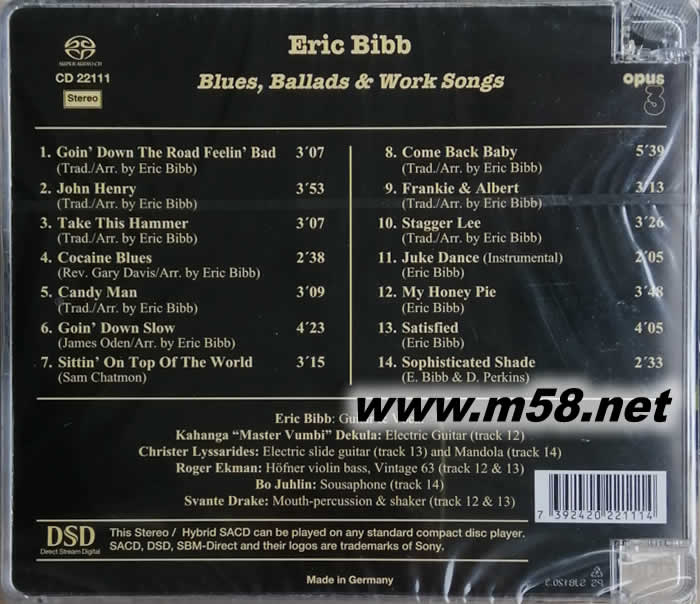 SUPER AUDIO CD
CD 22111
Stereo
Eric Bibb
Blues, Ballads & Work Songs
opus
3
1. Goin' Down The Road Feelin' Bad 3´07
(Trad./Arr. by Eric Bibb)
2. John Henry 3´53
(Trad./Arr. by Eric Bibb)
3. Take This Hammer 3´07
(Trad./Arr. by Eric Bibb)
4. Cocaine Blues 2´38
(Rev. Gary Davis/Arr. by Eric Bibb)
5. Candy Man 3´09
(Trad./Arr. by Eric Bibb)
6. Goin' Down Slow 4´23
(James Oden/Arr. by Eric Bibb)
7. Sittin' On Top Of The World 3´15
(Sam Chatmon)
8. Come Back Baby 5´39
(Trad./Arr. by Eric Bibb)
9. Frankie & Albert 3´13
(Trad./Arr. by Eric Bibb)
10. Stagger Lee 3´26
(Trad./Arr. by Eric Bibb)
11. Juke Dance (Instrumental) 2´05
(Eric Bibb)
12. My Honey Pie 3´48
(Eric Bibb)
13. Satisfied 4´05
(Eric Bibb)
14. Sophisticated Shade 2´33
(E. Bibb & D. Perkins)
www.m58.net
Eric Bibb:
Kahanga "Master Vumbi" Dekula: Electric Guitar (track 12)
Christer Lyssarides: Electric slide guitar (track 13) and Mandola (track 14)
Roger Ekman: Höfner violin bass, Vintage 63 (track 12 & 13)
Bo Juhlin: Sousaphone (track 14)
Svante Drake: Mouth-percussion & shaker (track 12 & 13)
7 392420 221114
DSD
Direct Stream Digital
This Stereo / Hybrid SACD can be played on any standard compact disc player.
SACD, DSD, SBM-Direct and their logos are trademarks of Sony.
Made in Germany